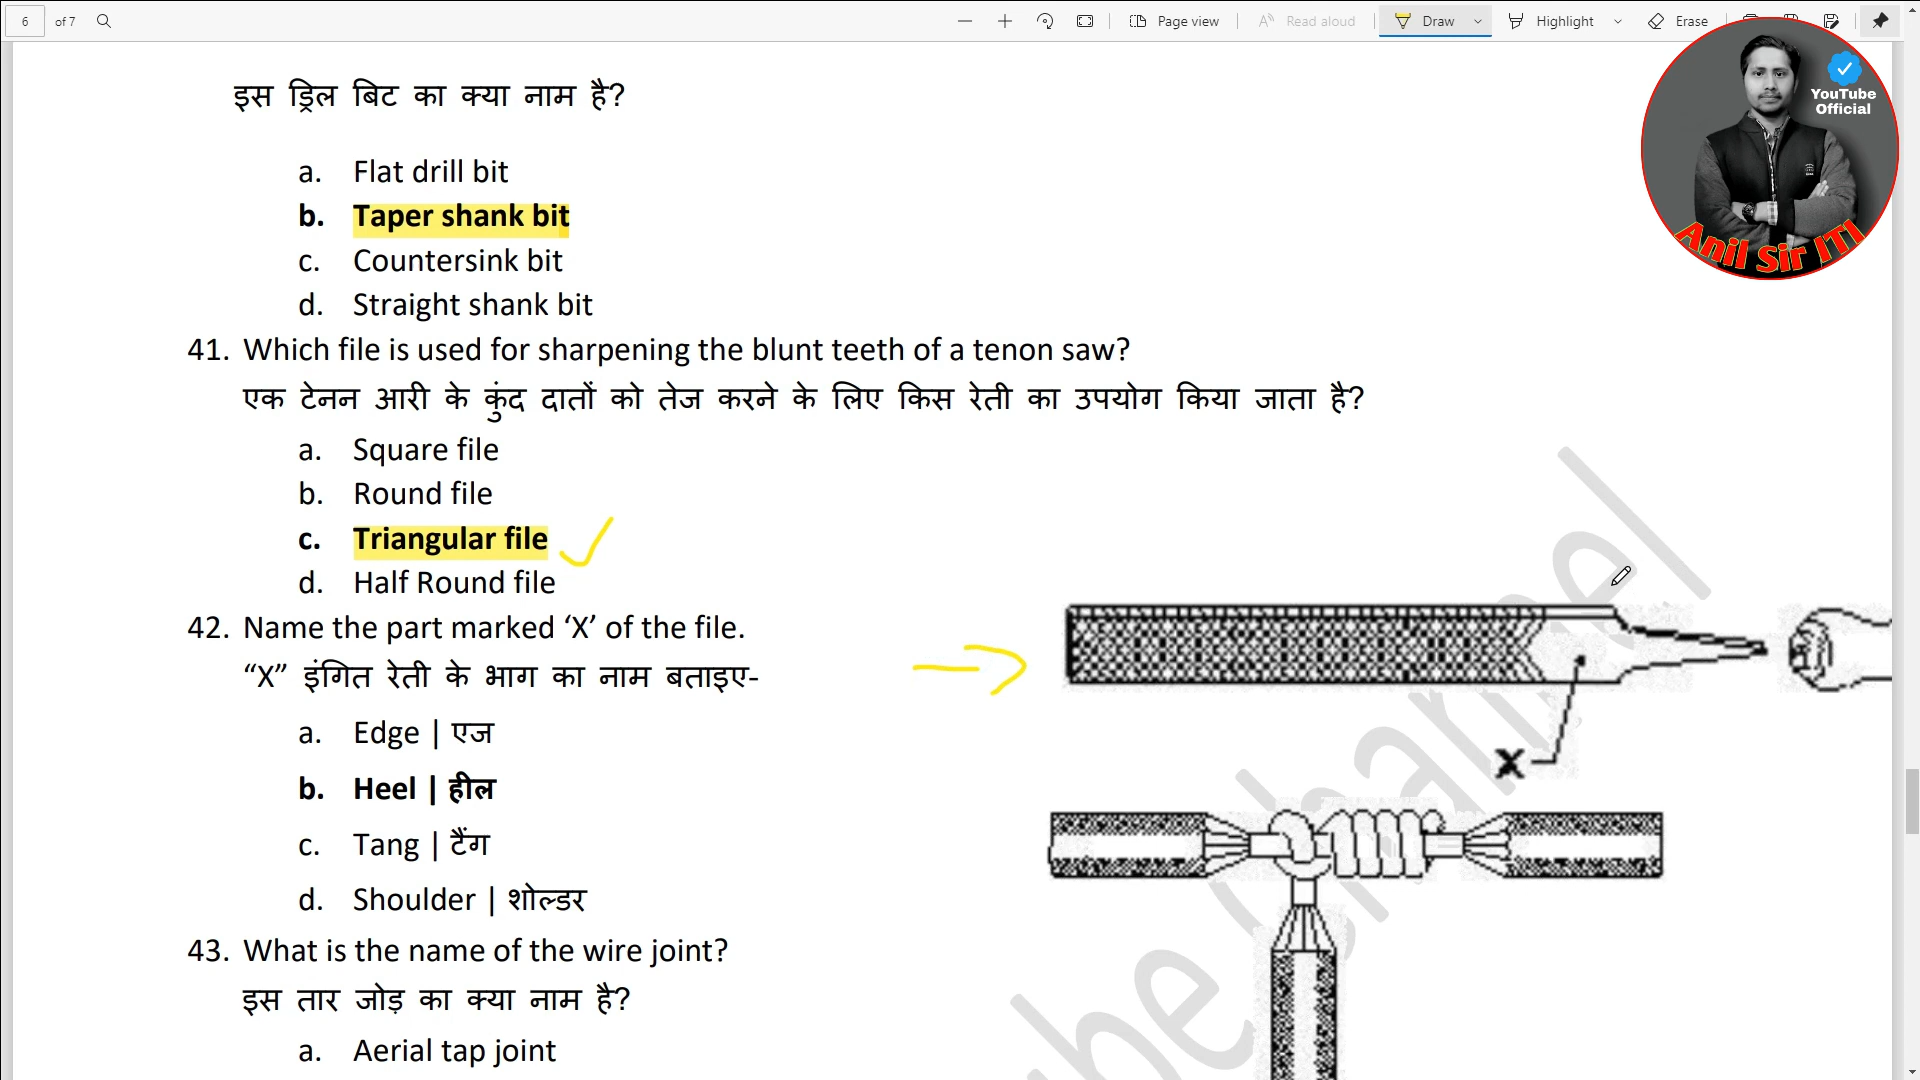 6 of 7 Page view Read aloud Draw Highlight Erase
इस ड्रिल बिट का क्या नाम है?
YouTube
Official
Anil Sir ITI
a. Flat drill bit
b. Taper shank bit
c. Countersink bit
d. Straight shank bit
41. Which file is used for sharpening the blunt teeth of a tenon saw?
एक टेनन आरी के कुंद दातों को तेज करने के लिए किस रेती का उपयोग किया जाता है?
a. Square file
b. Round file
c. Triangular file
d. Half Round file
42. Name the part marked ‘X’ of the file.
“X” इंगित रेती के भाग का नाम बताइए-
a. Edge | एज
b. Heel | हील
c. Tang | टैंग
d. Shoulder | शोल्डर
X
43. What is the name of the wire joint?
इस तार जोड़ का क्या नाम है?
a. Aerial tap joint